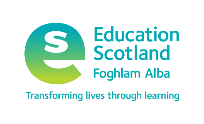 Education
Scotland
Foghlam Alba
Transforming lives through learning